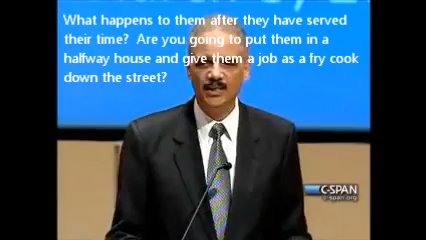 What happens to them after they have served
their time?  Are you going to put them in a
halfway house and give them a job as a fry cook
down the street?
C-SPAN
c-span.org